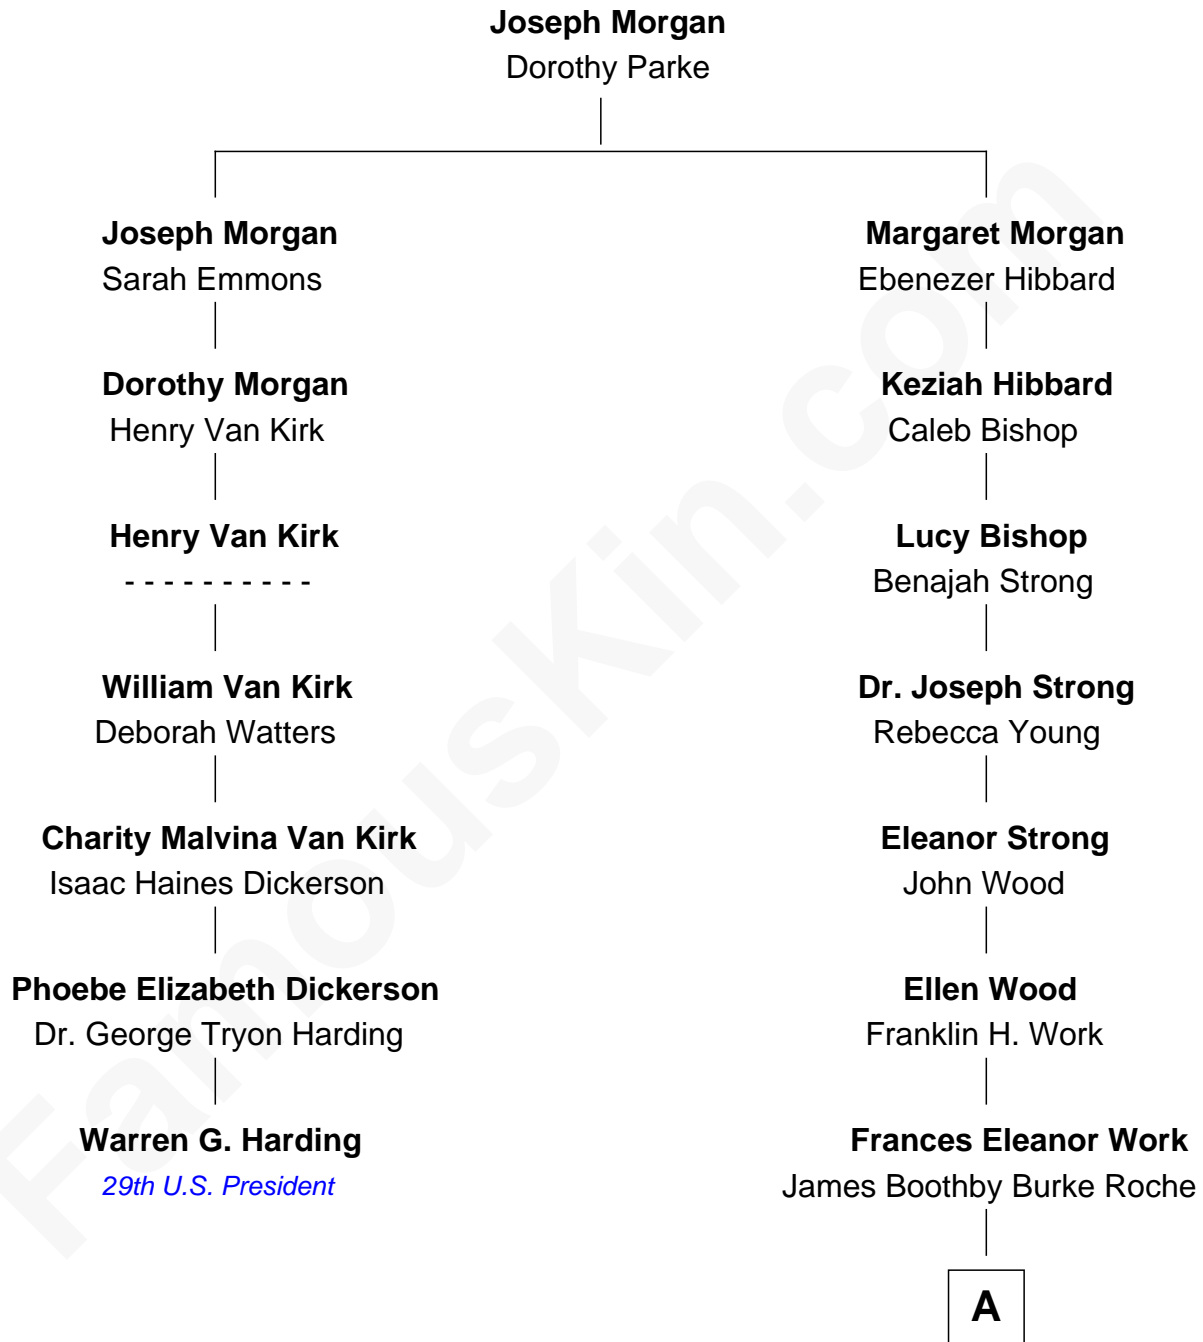 Joseph Morgan
Dorothy Parke
Joseph Morgan
Sarah Emmons
Margaret Morgan
Ebenezer Hibbard
Dorothy Morgan
Henry Van Kirk
Keziah Hibbard
Caleb Bishop
Henry Van Kirk
- - - - - - - - - -
Lucy Bishop
Benajah Strong
William Van Kirk
Deborah Watters
Dr. Joseph Strong
Rebecca Young
Charity Malvina Van Kirk
Isaac Haines Dickerson
Eleanor Strong
John Wood
Phoebe Elizabeth Dickerson
Dr. George Tryon Harding
Ellen Wood
Franklin H. Work
Warren G. Harding
29th U.S. President
Frances Eleanor Work
James Boothby Burke Roche
A
FamousKin.com